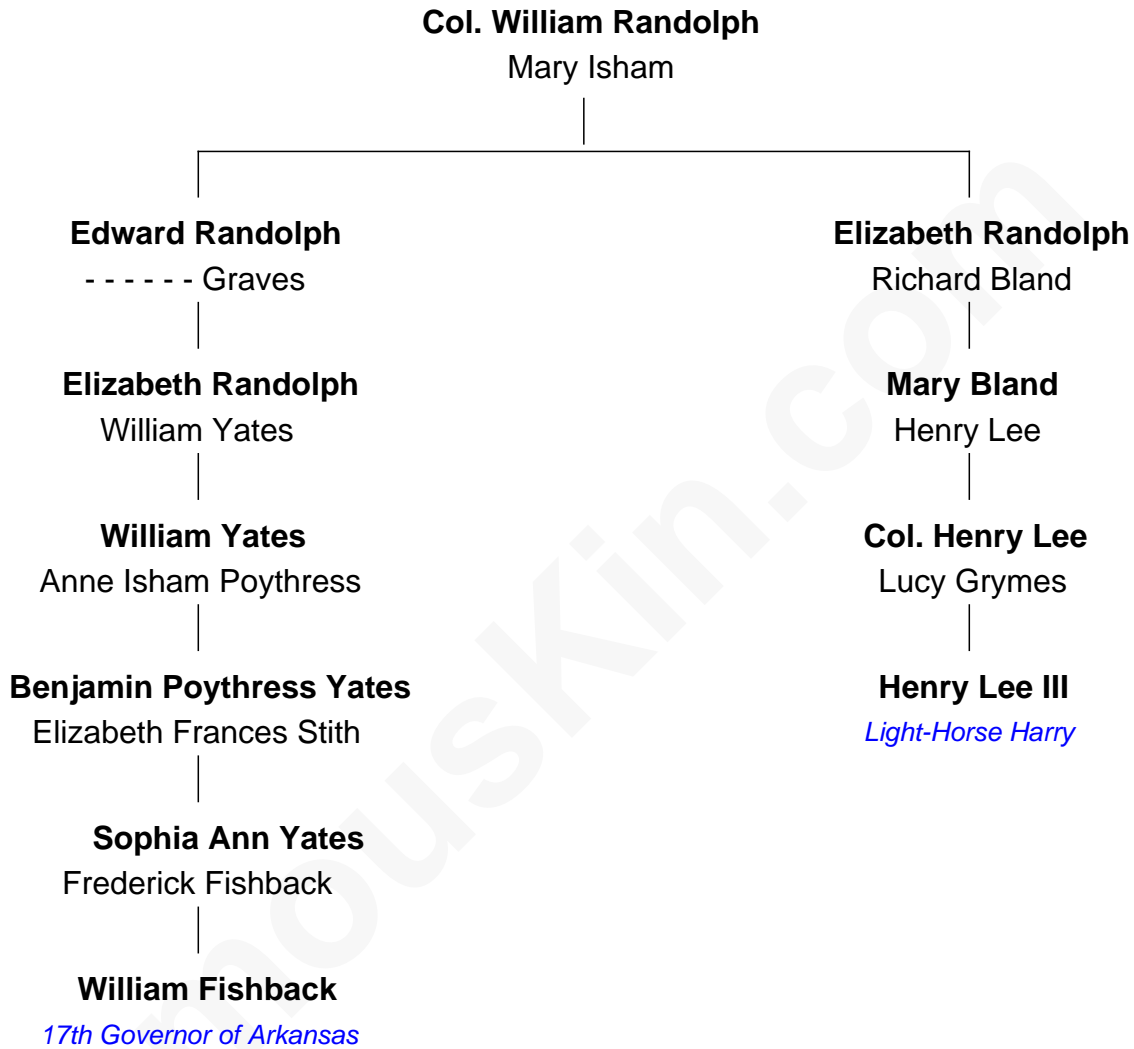 Col. William Randolph
Mary Isham
Edward Randolph
- - - - - - Graves
Elizabeth Randolph
Richard Bland
Elizabeth Randolph
William Yates
Mary Bland
Henry Lee
William Yates
Anne Isham Poythress
Col. Henry Lee
Lucy Grymes
Benjamin Poythress Yates
Elizabeth Frances Stith
Henry Lee III
Light-Horse Harry
Sophia Ann Yates
Frederick Fishback
William Fishback
17th Governor of Arkansas
mousKin.com